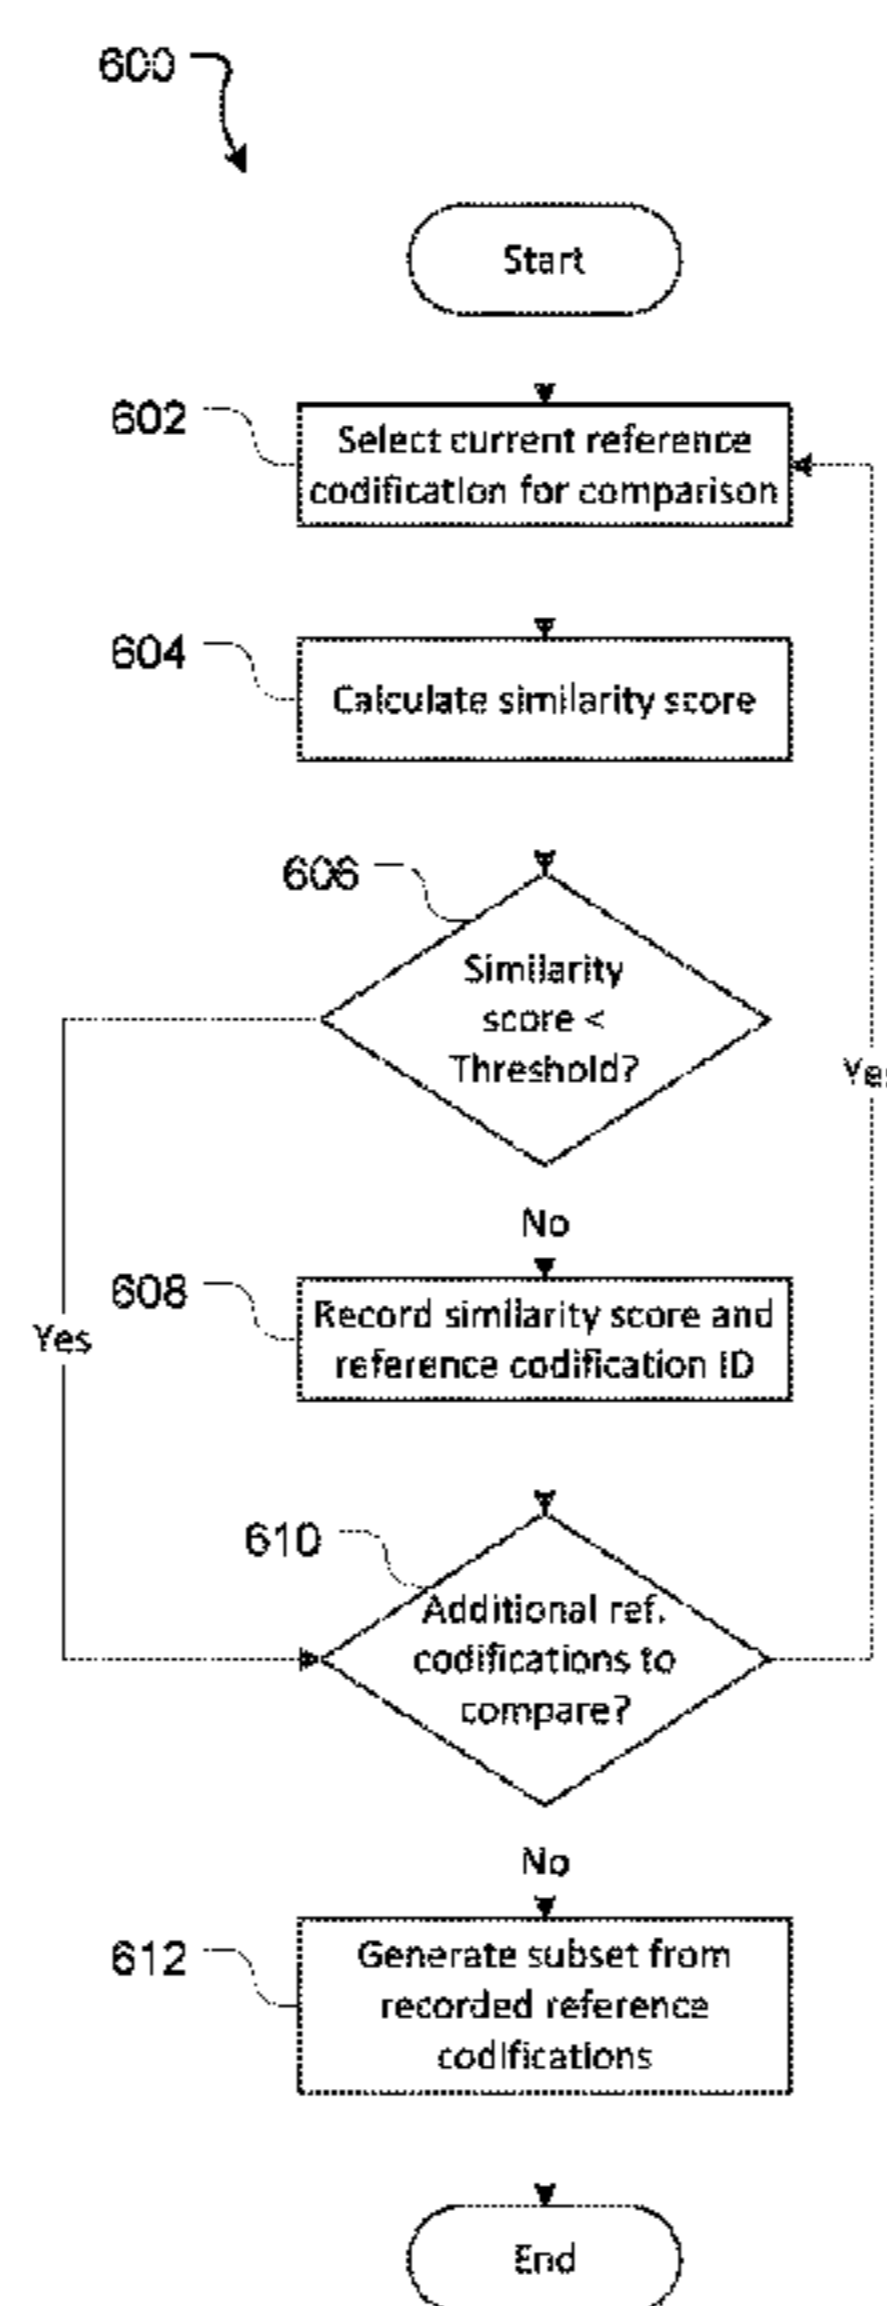 600
Start
602
Select current reference
codification for comparison
604
Calculate similarity score
606
Similarity
score <
Threshold?
Yes
No
608
Record similarity score and
reference codification ID
Yes
610
Additional ref.
codifications to
compare?
No
612
Generate subset from
recorded reference
codifications
End